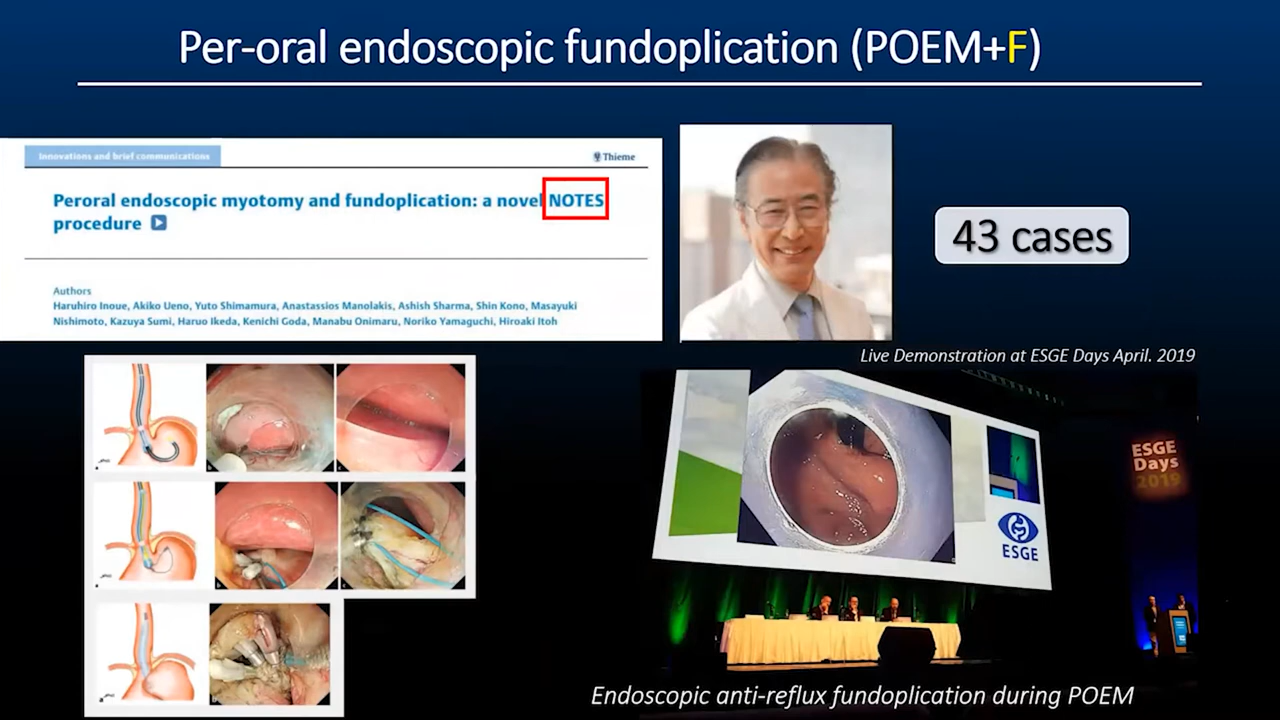 Per-oral endoscopic fundoplication (POEM+F)
Innovations and brief communications
Thieme
Peroral endoscopic myotomy and fundoplication: a novel NOTES
procedure
Authors
Haruhiro Inoue, Akiko Ueno, Yuto Shimamura, Anastassios Manolakis, Ashish Sharma, Shin Kono, Masayuki
Nishimoto, Kazuya Sumi, Haruo Ikeda, Kenichi Goda, Manabu Onimaru, Noriko Yamaguchi, Hiroaki Itoh
43 cases
Live Demonstration at ESGE Days April. 2019
ESGE
Days
2019
ESGE
Endoscopic anti-reflux fundoplication during POEM